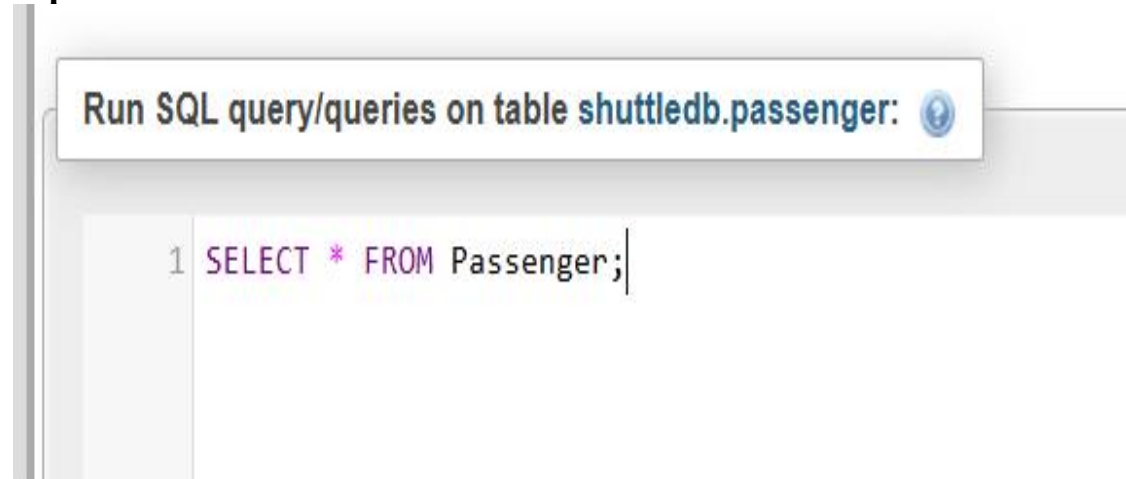 Run SQL query/queries on table shuttledb.passenger:
1 SELECT * FROM Passenger;